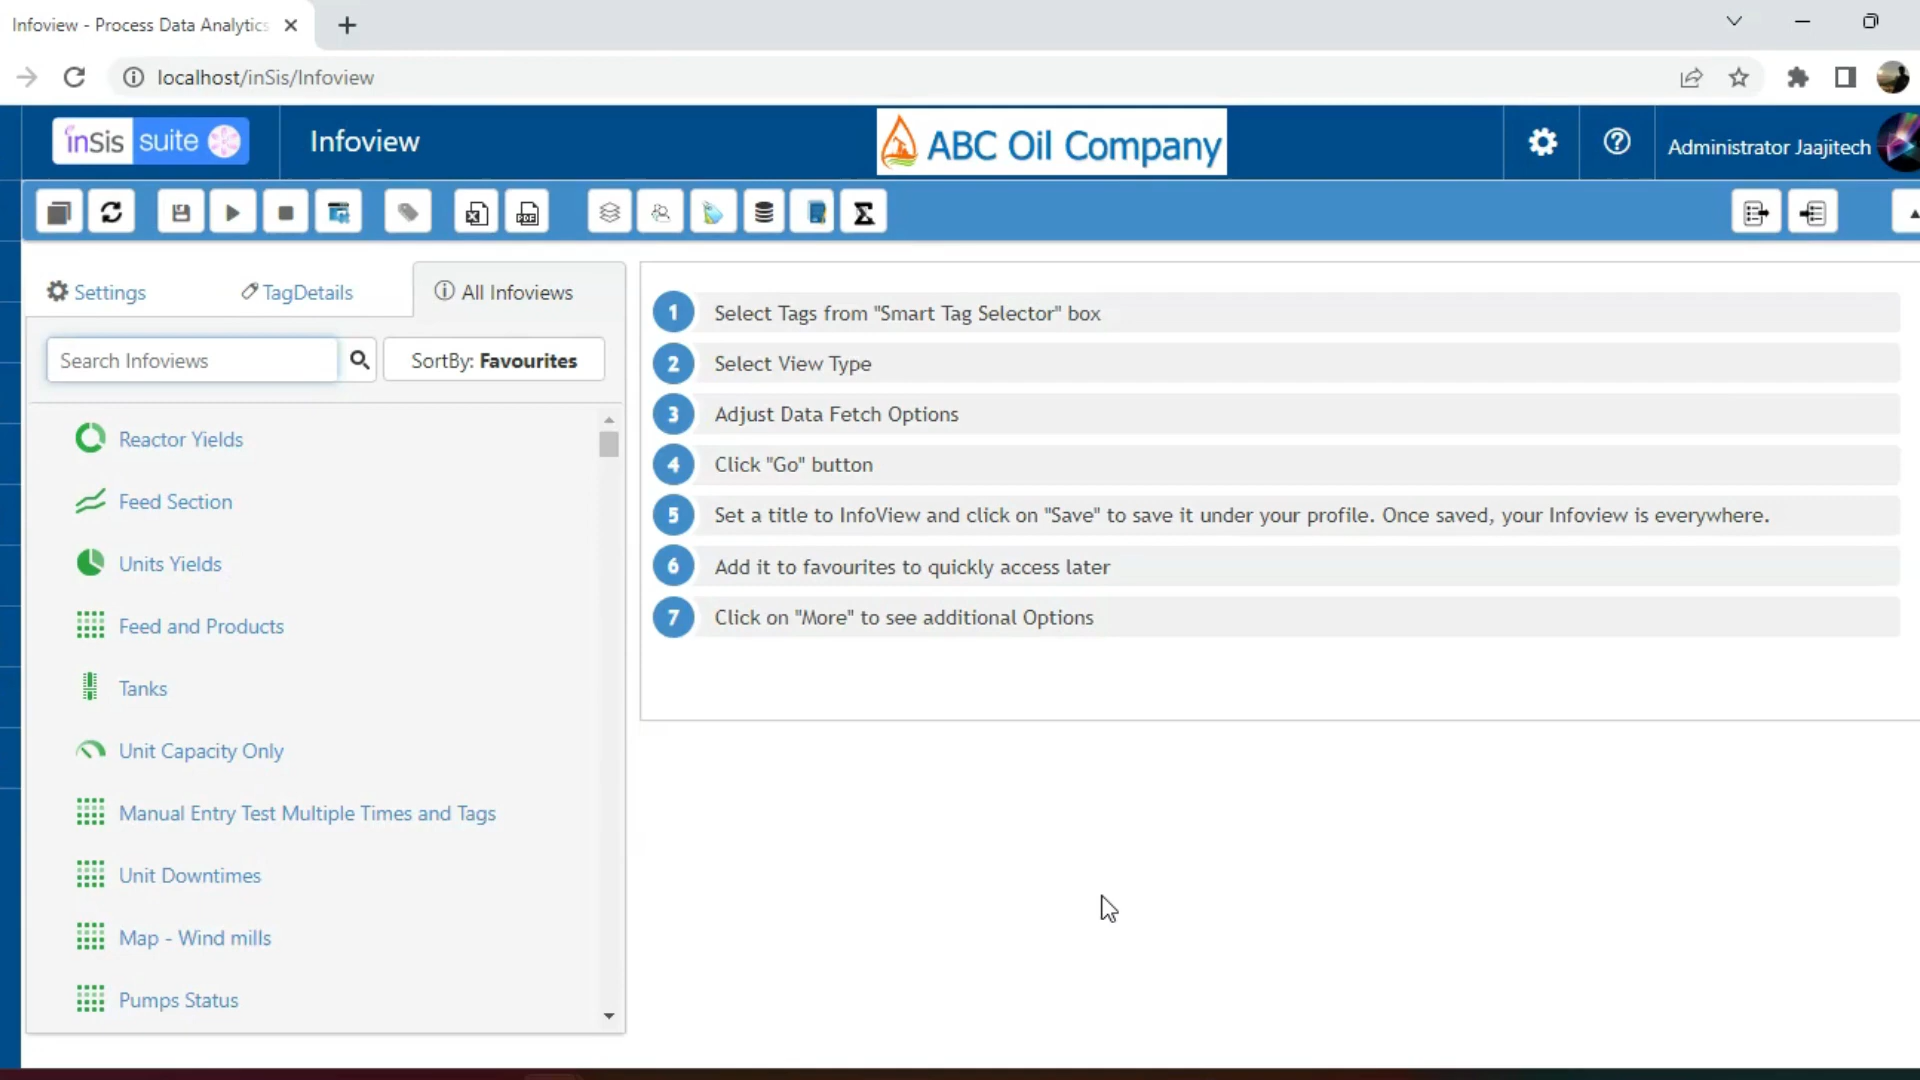 Infoview - Process Data Analytics
localhost/inSis/Infoview
inSis suite
Infoview
ABC Oil Company
Administrator Jaajitech
Settings
TagDetails
All Infoviews
Search Infoviews
SortBy: Favourites
Reactor Yields
Feed Section
Units Yields
Feed and Products
Tanks
Unit Capacity Only
Manual Entry Test Multiple Times and Tags
Unit Downtimes
Map - Wind mills
Pumps Status
1 Select Tags from "Smart Tag Selector" box
2 Select View Type
3 Adjust Data Fetch Options
4 Click "Go" button
5 Set a title to InfoView and click on "Save" to save it under your profile. Once saved, your Infoview is everywhere.
6 Add it to favourites to quickly access later
7 Click on "More" to see additional Options